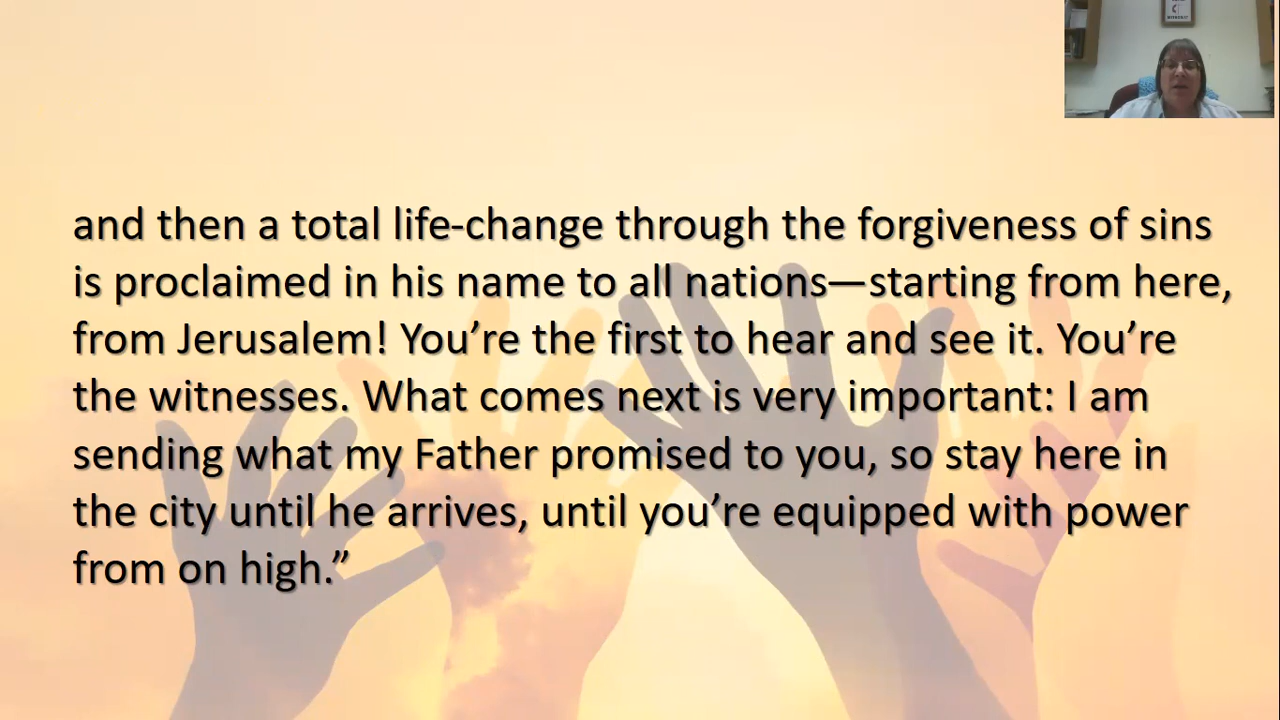 and then a total life-change through the forgiveness of sins
is proclaimed in his name to all nations—starting from here,
from Jerusalem! You’re the first to hear and see it. You’re
the witnesses. What comes next is very important: I am
sending what my Father promised to you, so stay here in
the city until he arrives, until you’re equipped with power
from on high.”